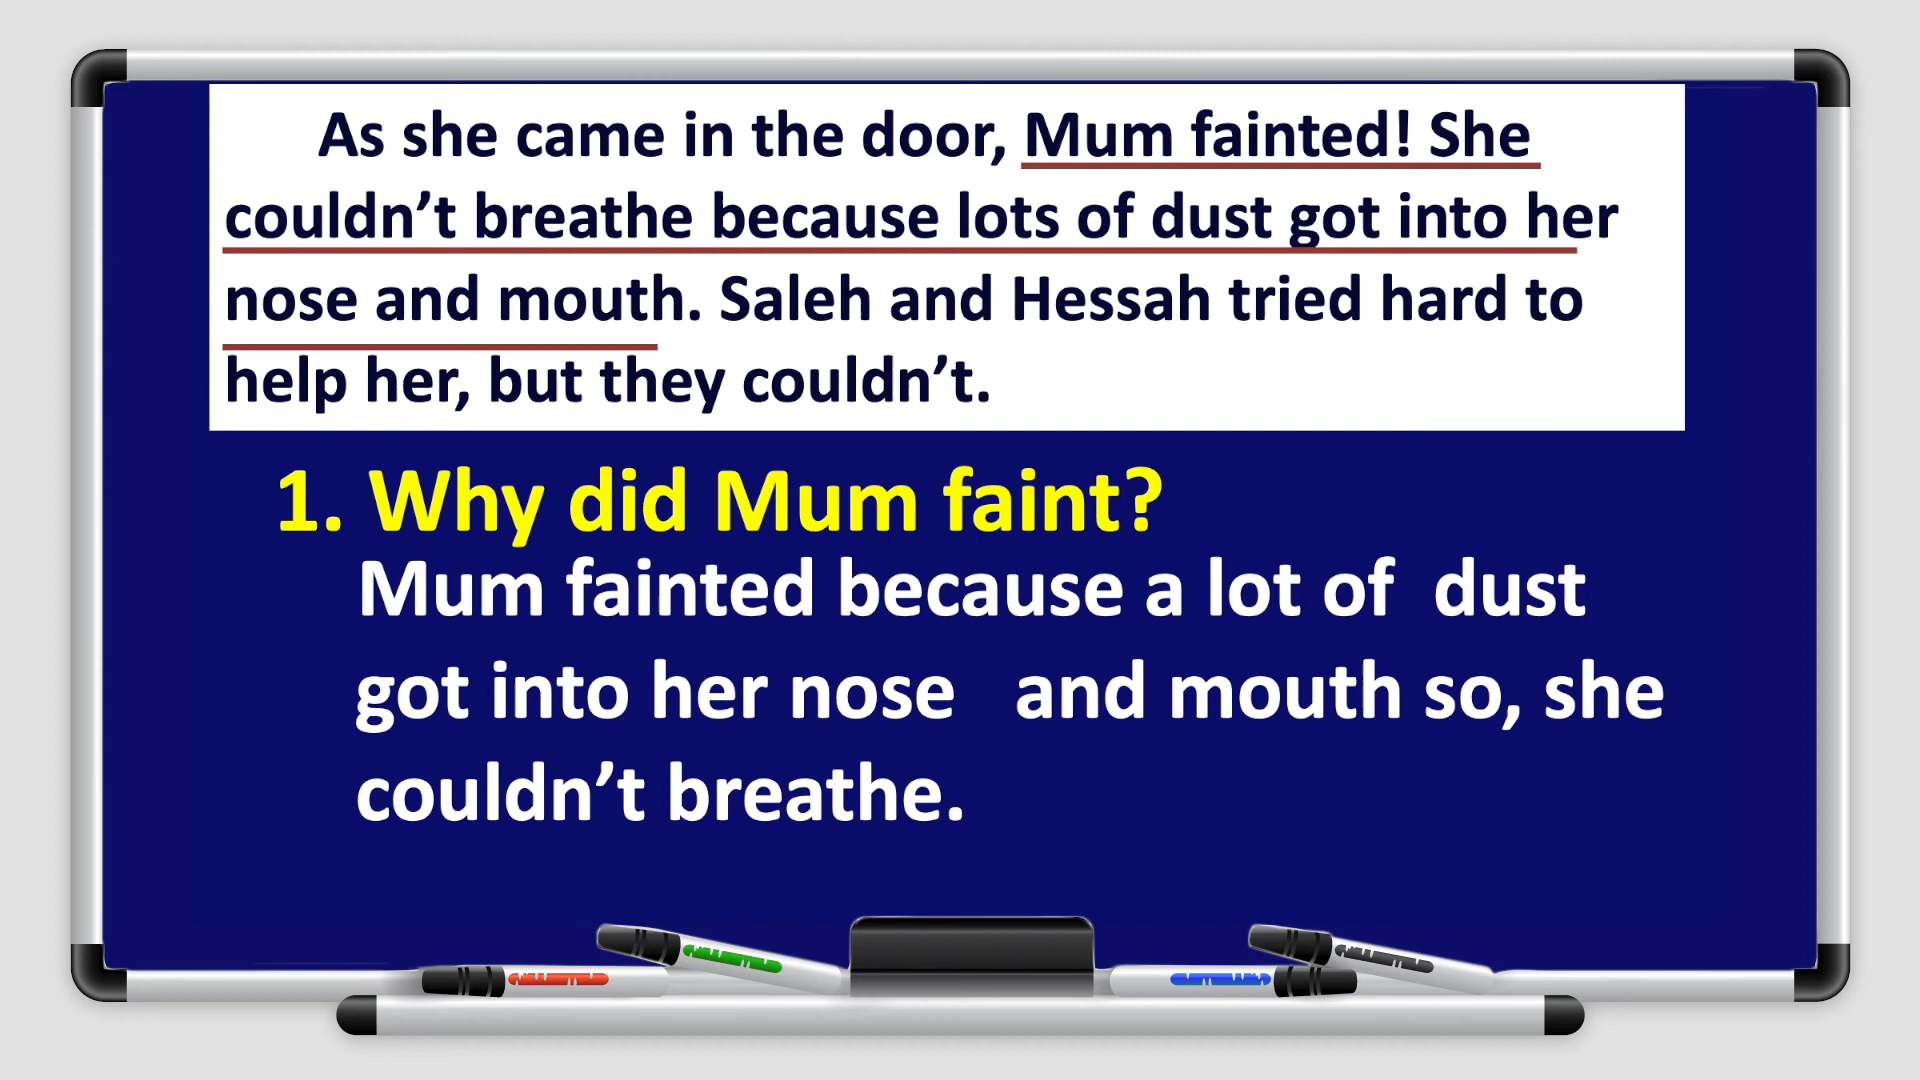 As she came in the door, Mum fainted! She
couldn’t breathe because lots of dust got into her
nose and mouth. Saleh and Hessah tried hard to
help her, but they couldn’t.
1. Why did Mum faint?
Mum fainted because a lot of dust
got into her nose and mouth so, she
couldn’t breathe.